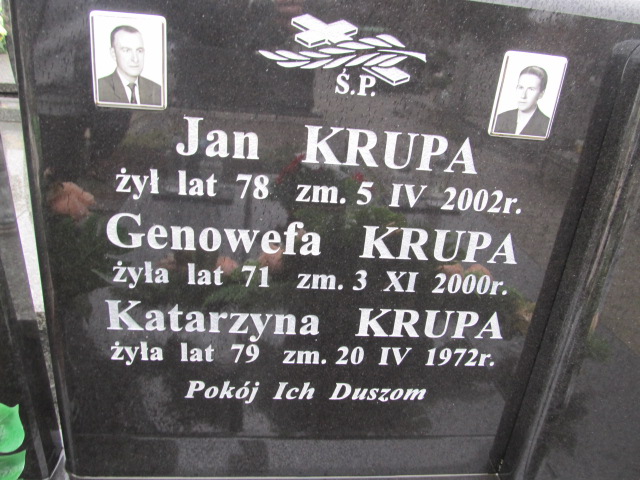 Ś.P.
Jan KRUPA
żył lat 78 zm. 5 IV 2002r.
Genowefa KRUPA
żyła lat 71 zm. 3 XI 2000r.
Katarzyna KRUPA
żyła lat 79 zm. 20 IV 1972r.
Pokój Ich Duszom